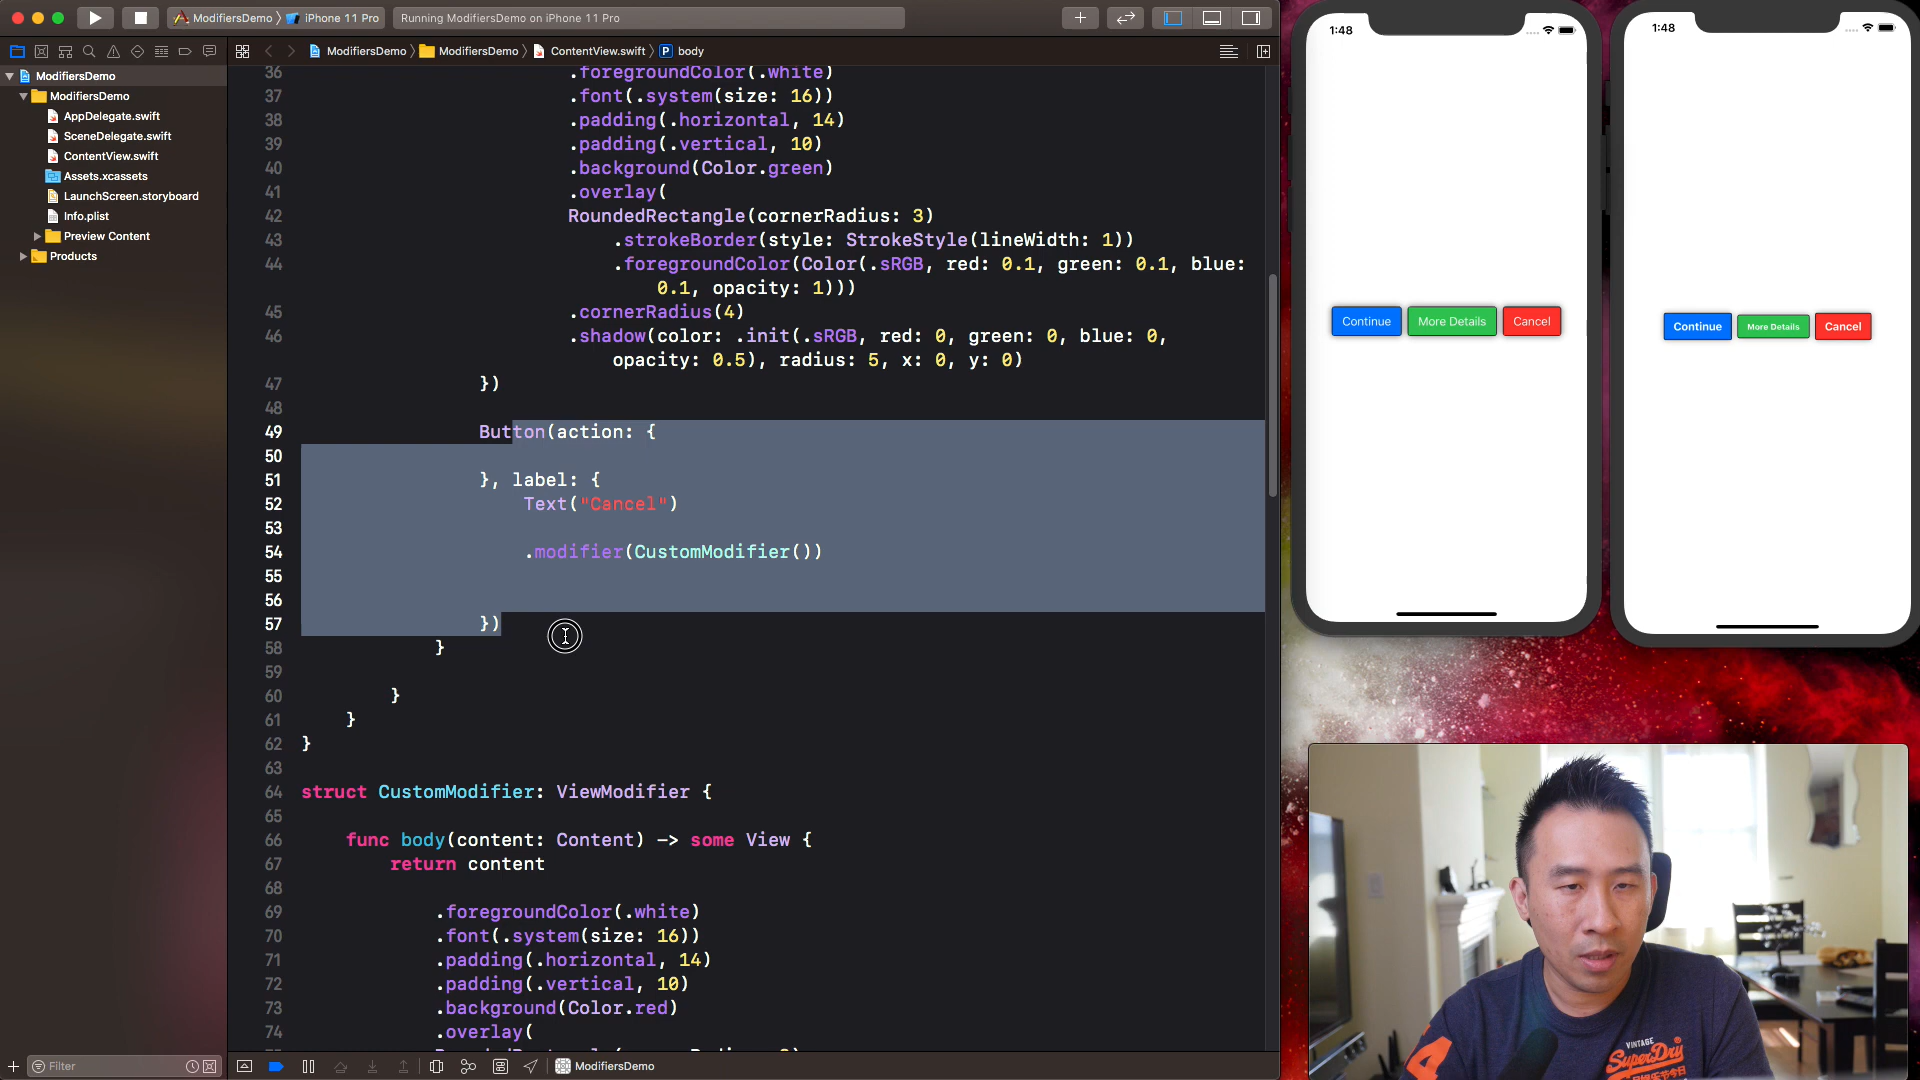 ModifiersDemo
iPhone 11 Pro
Running ModifiersDemo on iPhone 11 Pro
ModifiersDemo
ModifiersDemo
ContentView.swift
P
body
ModifiersDemo
ModifiersDemo
AppDelegate.swift
SceneDelegate.swift
ContentView.swift
Assets.xcassets
LaunchScreen.storyboard
Info.plist
Preview Content
Products
36 .foregroundColor(.white)
37 .font(.system(size: 16))
38 .padding(.horizontal, 14)
39 .padding(.vertical, 10)
40 .background(Color.green)
41 .overlay(
42 RoundedRectangle(cornerRadius: 3)
43 .strokeBorder(style: StrokeStyle(lineWidth: 1))
44 .foregroundColor(Color(.sRGB, red: 0.1, green: 0.1, blue:
0.1, opacity: 1)))
45 .cornerRadius(4)
46 .shadow(color: .init(.sRGB, red: 0, green: 0, blue: 0,
opacity: 0.5), radius: 5, x: 0, y: 0)
47 })
48
49 Button(action: {
50
51 }, label: {
52 Text("Cancel")
53
54 .modifier(CustomModifier())
55
56
57 })
58 }
59
60 }
61 }
62 }
63
64 struct CustomModifier: ViewModifier {
65
66 func body(content: Content) -> some View {
67 return content
68
69 .foregroundColor(.white)
70 .font(.system(size: 16))
71 .padding(.horizontal, 14)
72 .padding(.vertical, 10)
73 .background(Color.red)
74 .overlay(
Filter
ModifiersDemo
1:48
Continue
More Details
Cancel
1:48
Continue
More Details
Cancel
4
VINTAGE
SuperDry